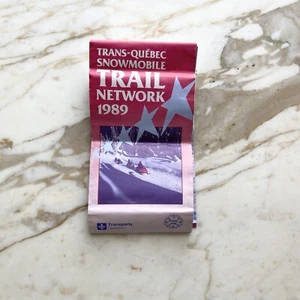 TRANS-QUÉBEC
SNOWMOBILE
TRAIL
NETWORK
1989
Transports